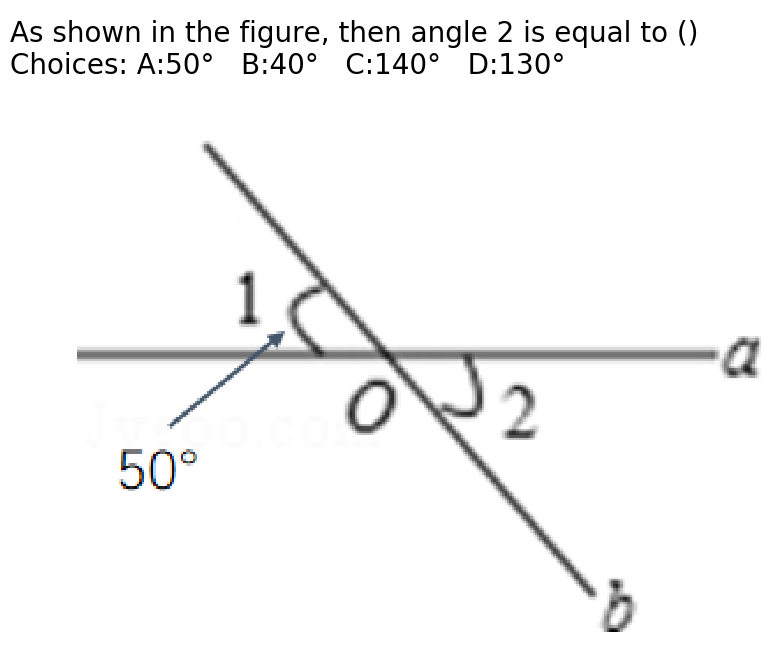 As shown in the figure, then angle 2 is equal to ()
Choices: A:50° B:40° C:140° D:130°
1
a
O
2
50°
b